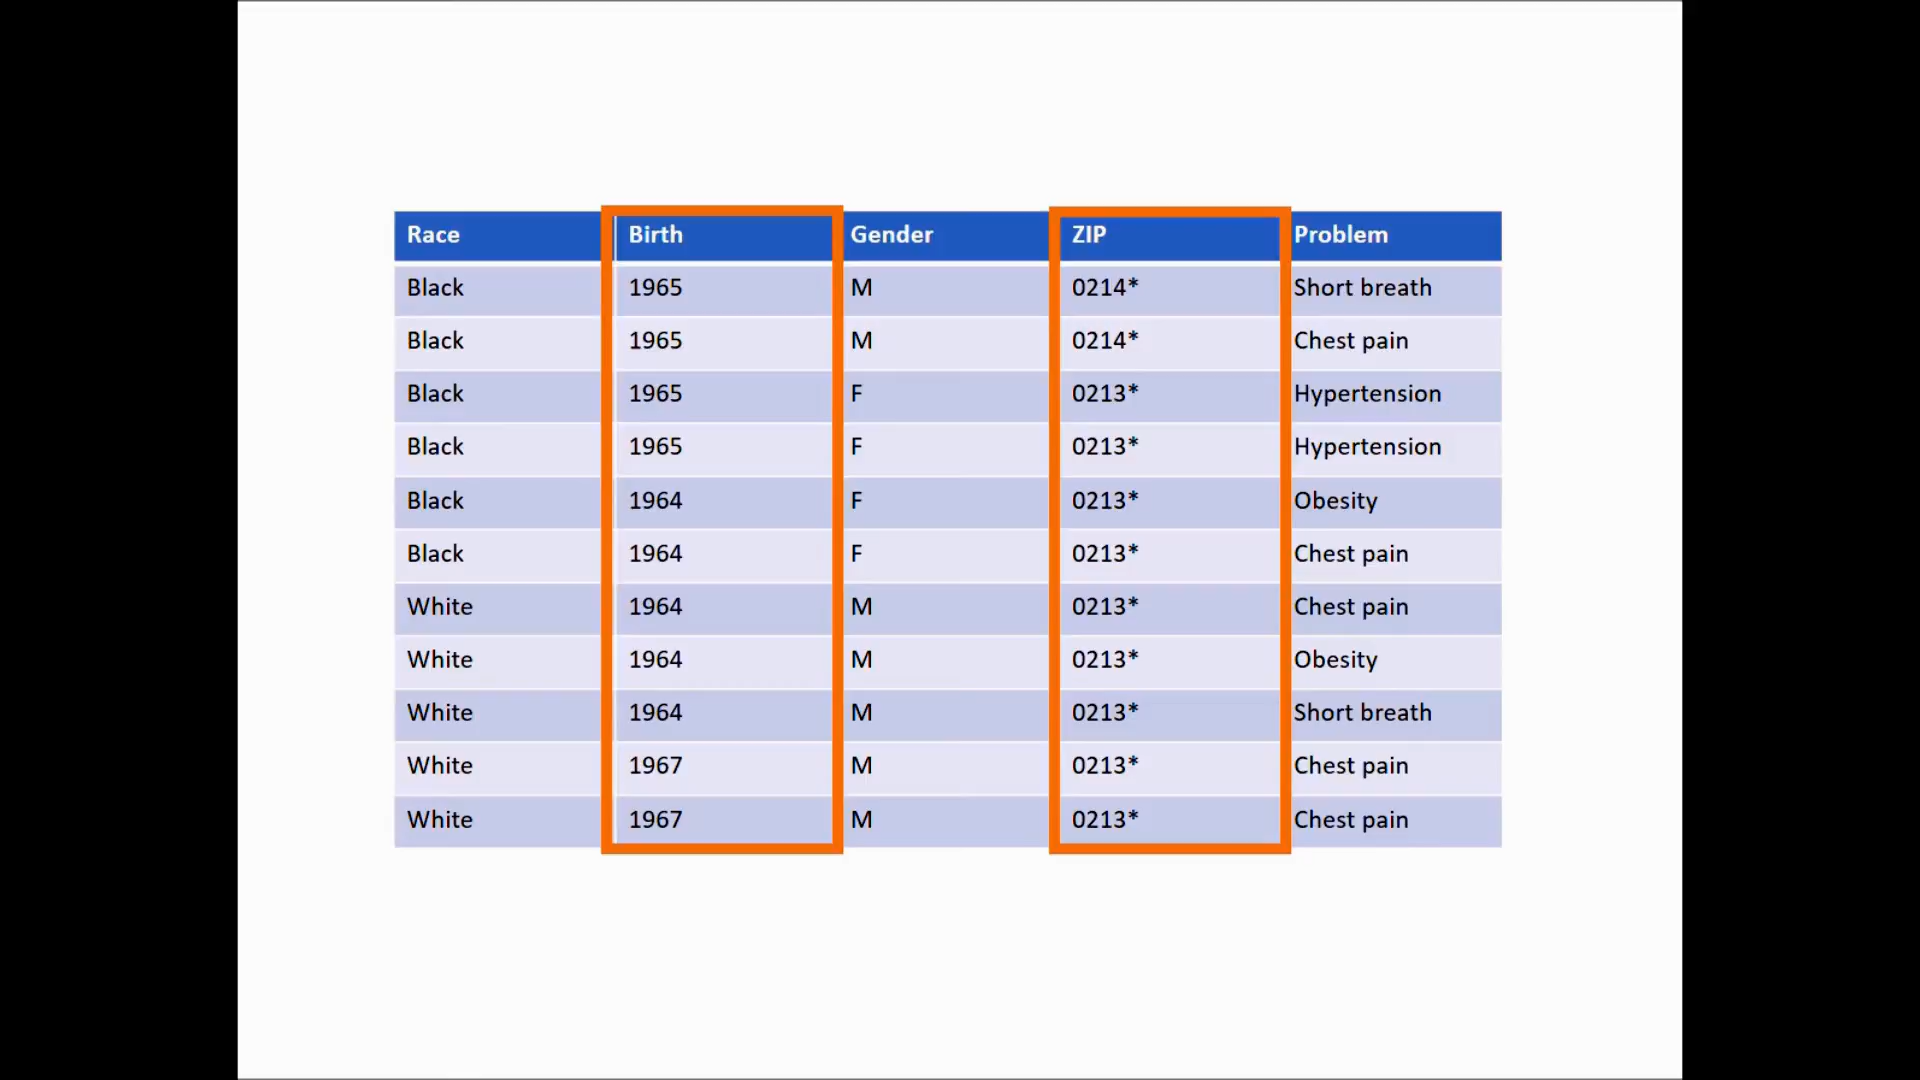 Race Birth Gender ZIP Problem
Black 1965 M 0214* Short breath
Black 1965 M 0214* Chest pain
Black 1965 F 0213* Hypertension
Black 1965 F 0213* Hypertension
Black 1964 F 0213* Obesity
Black 1964 F 0213* Chest pain
White 1964 M 0213* Chest pain
White 1964 M 0213* Obesity
White 1964 M 0213* Short breath
White 1967 M 0213* Chest pain
White 1967 M 0213* Chest pain